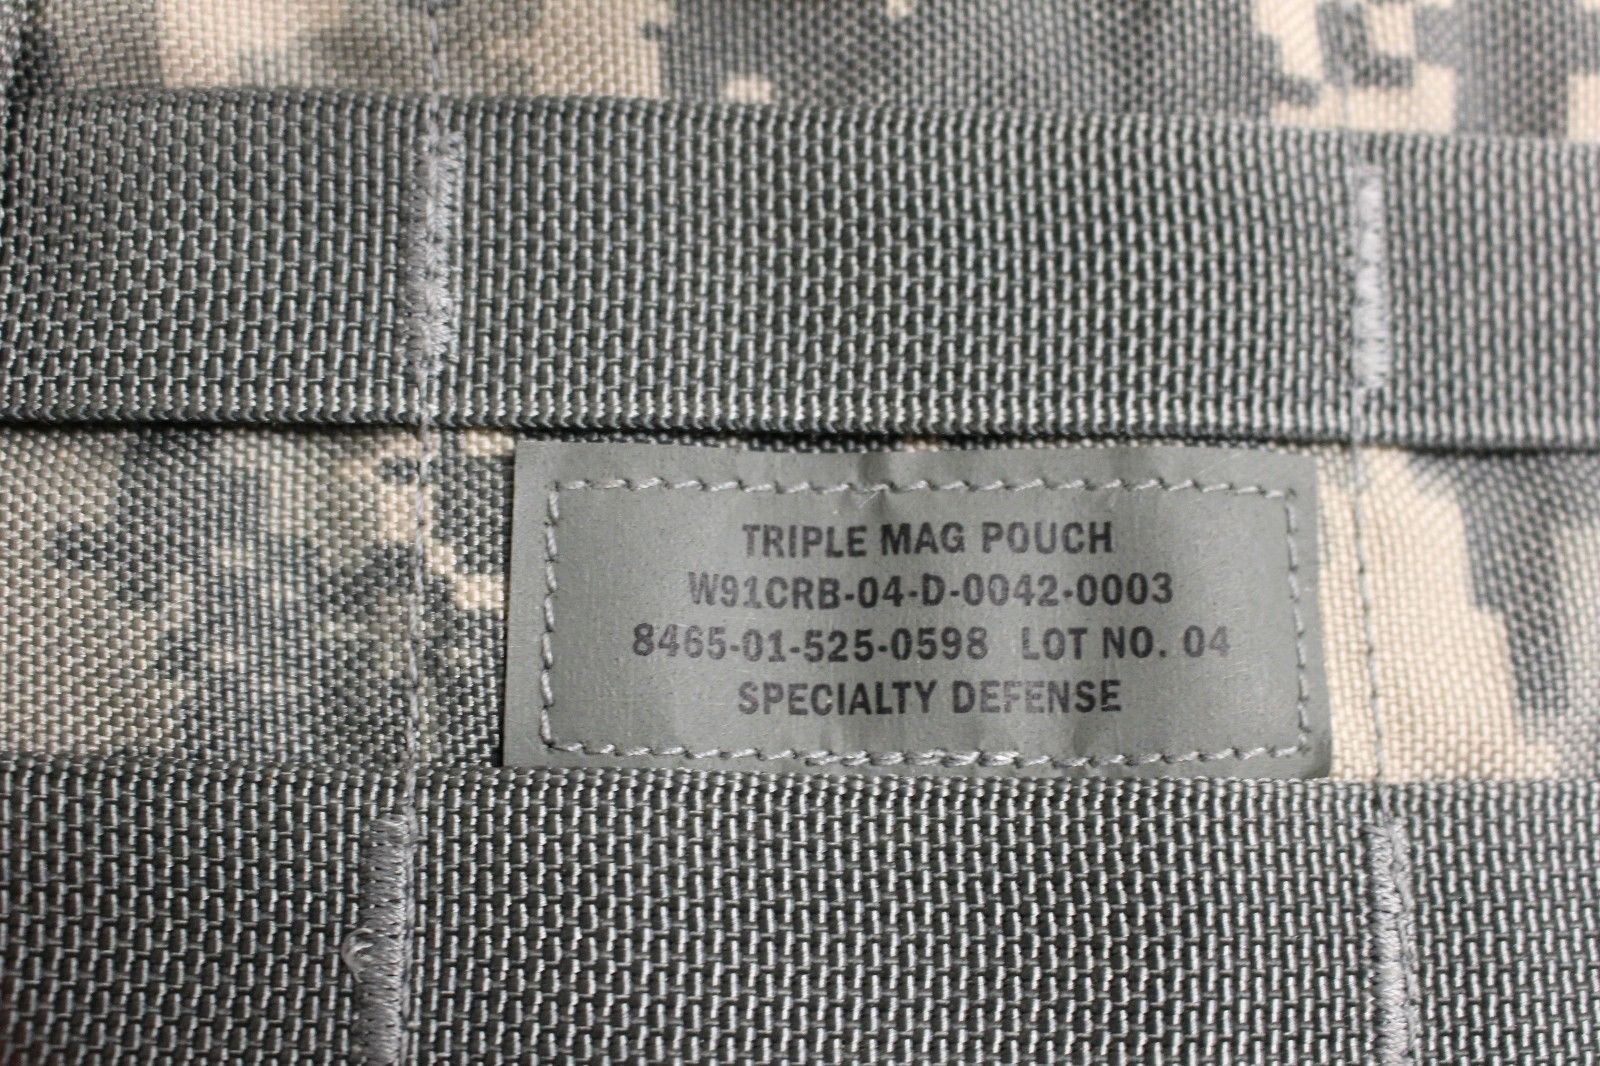 TRIPLE MAG POUCH
W91CRB-04-D-0042-0003
8465-01-525-0598 LOT NO. 04
SPECIALTY DEFENSE